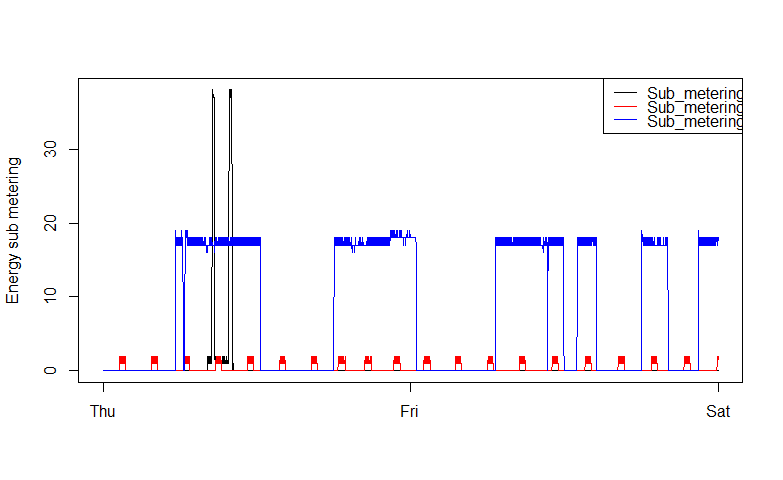 Sub_metering
Sub_metering
Sub_metering
Energy sub metering
30
20
10
0
Thu
Fri
Sat